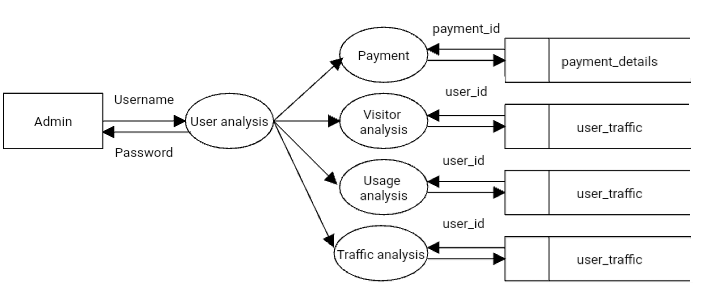 payment_id
Payment
payment_details
Username
user_id
Admin
User analysis
Visitor
analysis
user_traffic
Password
user_id
Usage
analysis
user_traffic
user_id
Traffic analysis
user_traffic